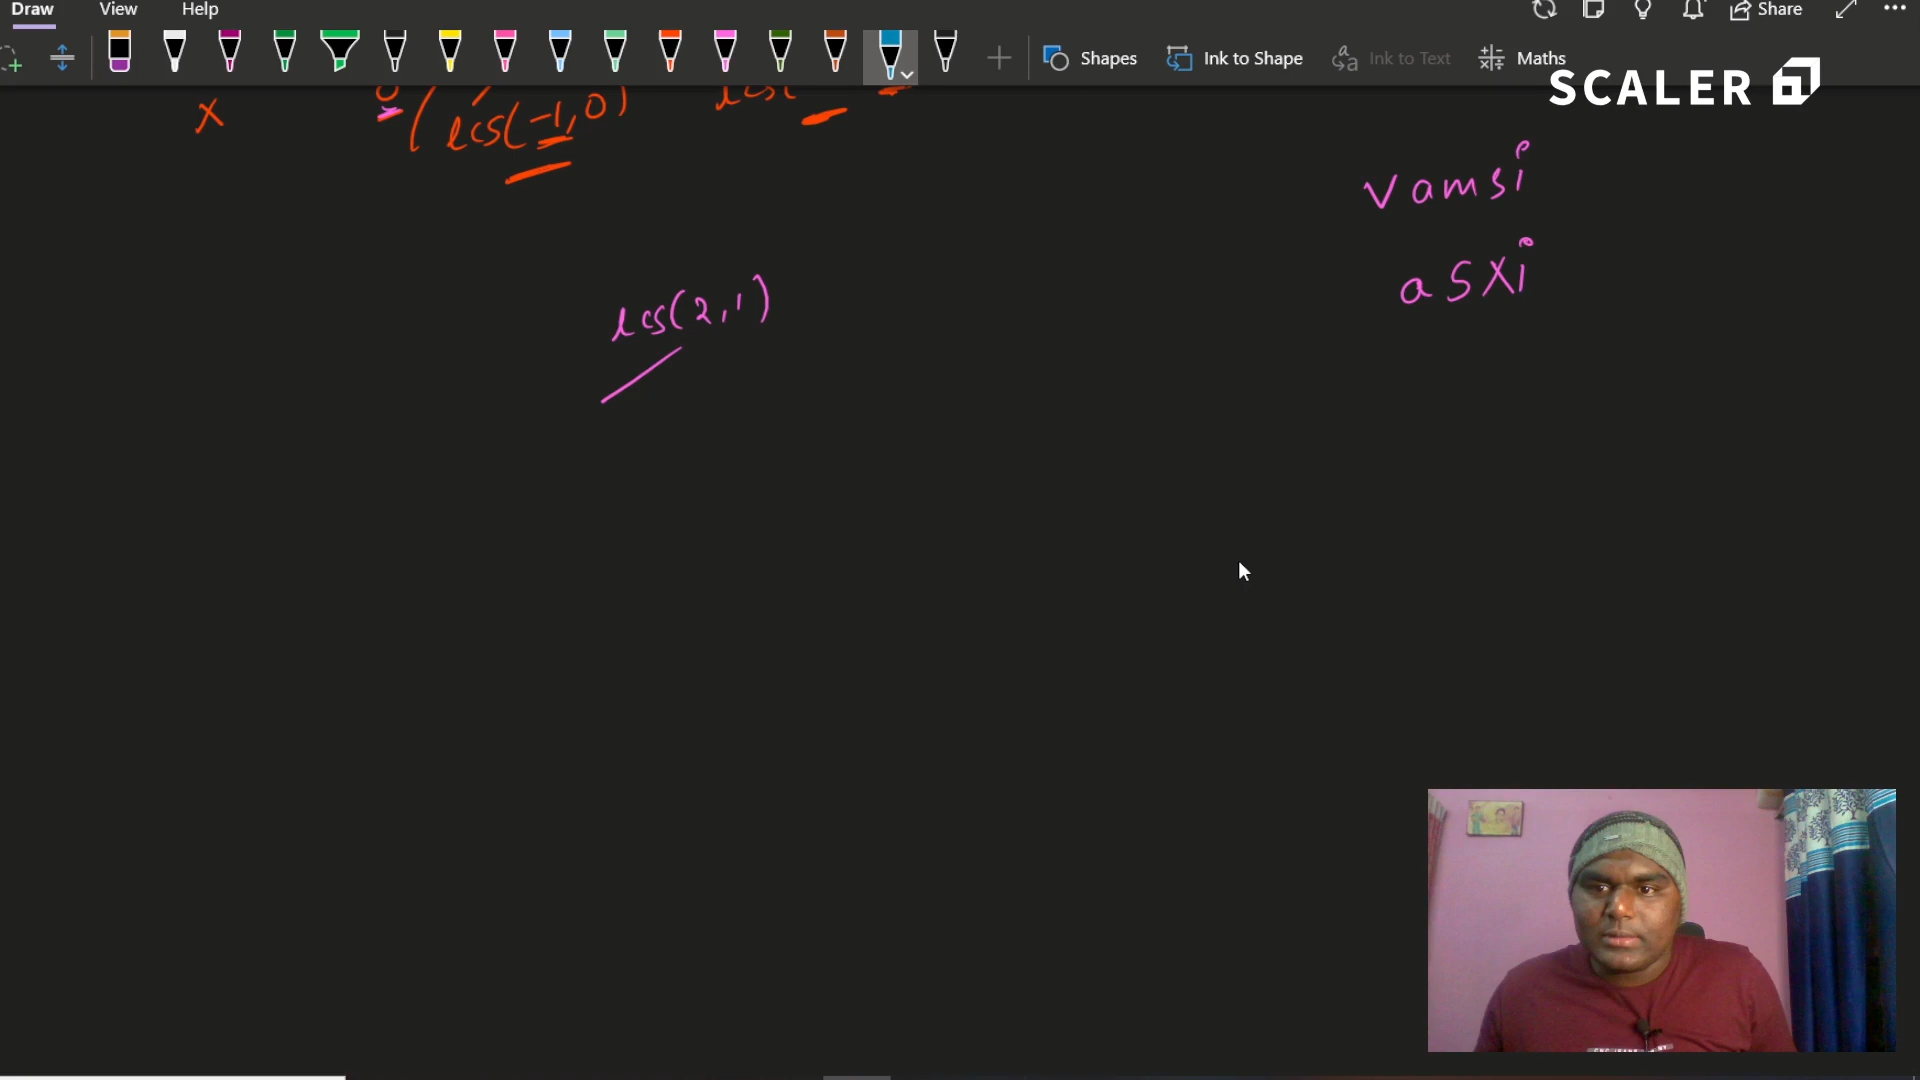 Draw View Help Share
Shapes Ink to Shape Ink to Text Maths
SCALER
x lcs(-1,0)
vamsi
asxi
lcs(2,1)